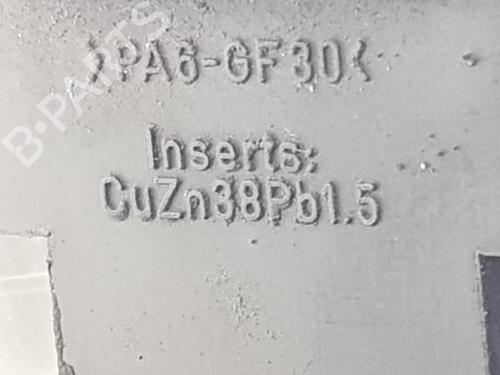 >PA6-GF30<
Inserts:
CuZn38Pb1.5
B-PARTS